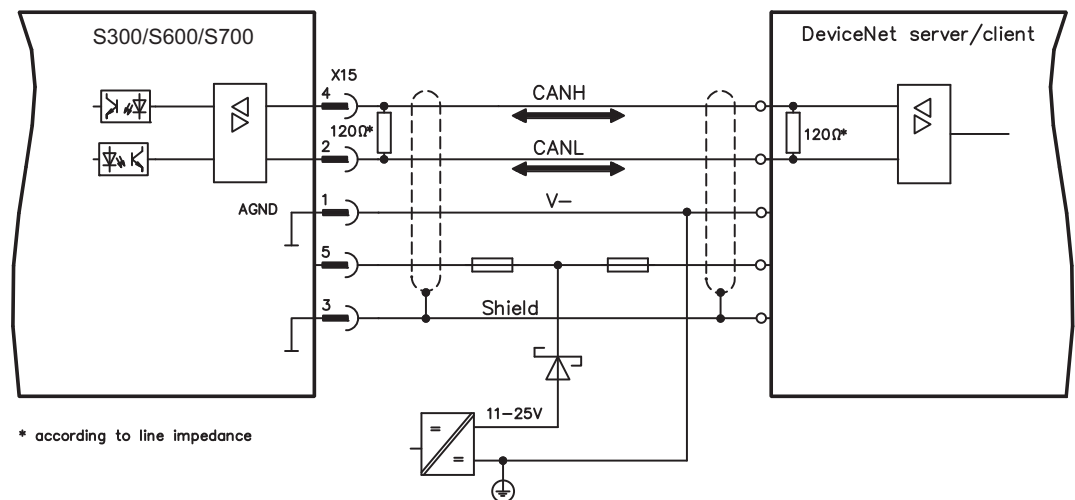 S300/S600/S700
DeviceNet server/client
X15
4
CANH
120Ω*
120Ω*
2
CANL
1
AGND
V–
5
3
Shield
11–25V
=
=
* according to line impedance